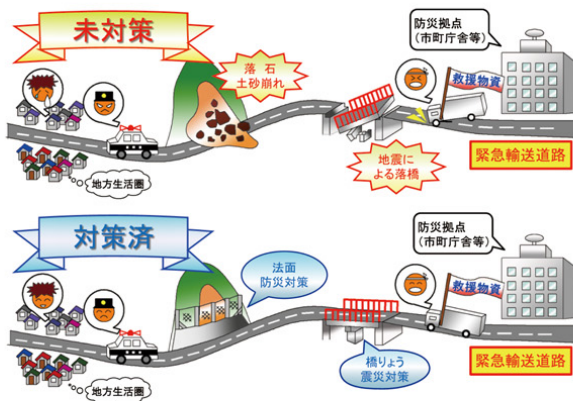 未対策
落石
土砂崩れ
防災拠点
（市町庁舎等）
救援物資
地震に
よる落橋
緊急輸送道路
地方生活圏
対策済
法面
防災対策
防災拠点
（市町庁舎等）
救援物資
橋りょう
震災対策
緊急輸送道路
地方生活圏